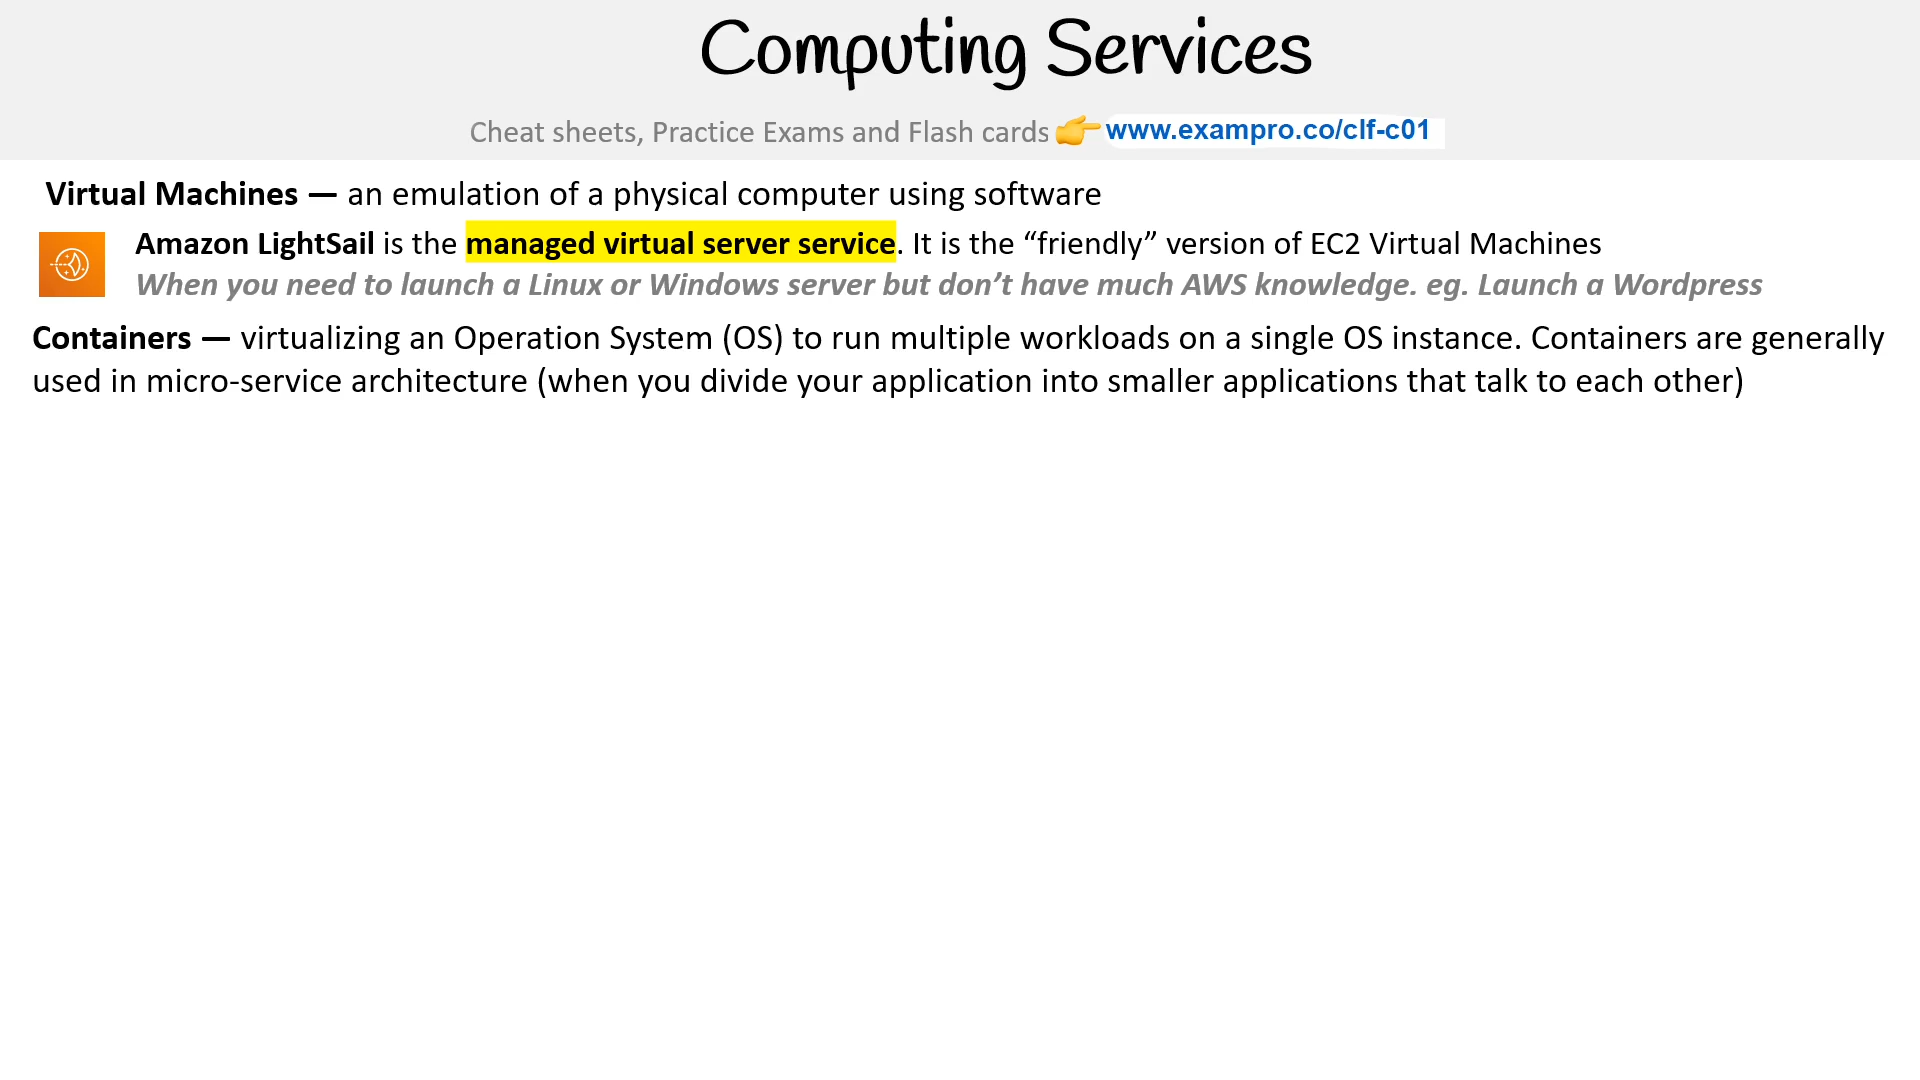 Computing Services
Cheat sheets, Practice Exams and Flash cards 👉 www.exampro.co/clf-c01
Virtual Machines — an emulation of a physical computer using software
Amazon LightSail is the managed virtual server service. It is the “friendly” version of EC2 Virtual Machines
When you need to launch a Linux or Windows server but don’t have much AWS knowledge. eg. Launch a Wordpress
Containers — virtualizing an Operation System (OS) to run multiple workloads on a single OS instance. Containers are generally
used in micro-service architecture (when you divide your application into smaller applications that talk to each other)